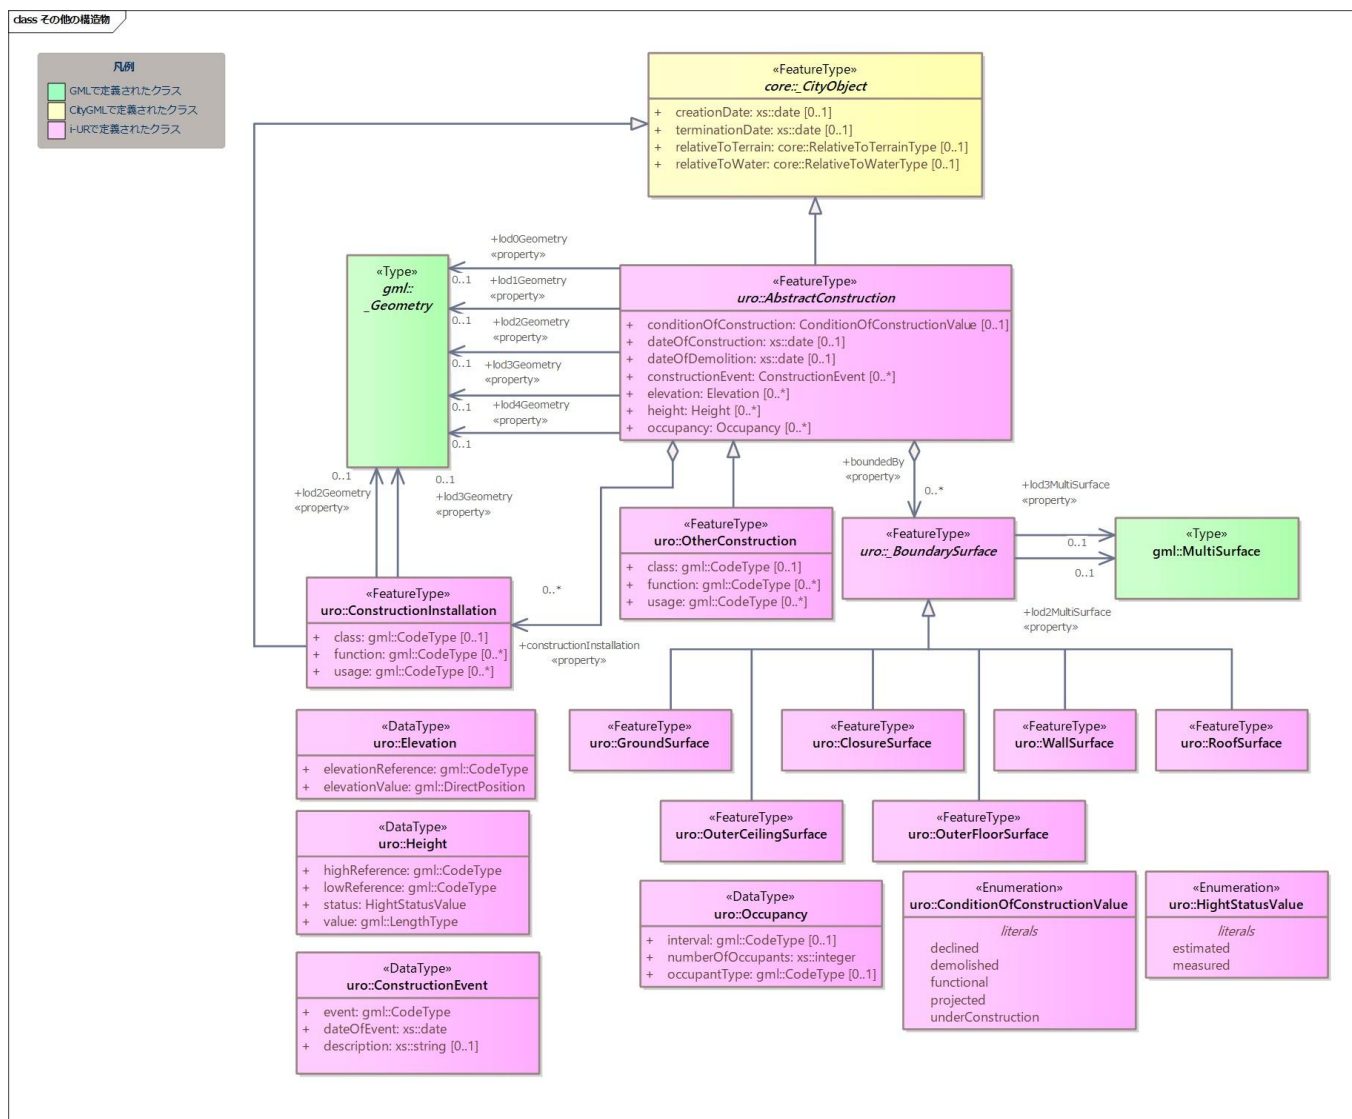 class その他の構造物
凡例
GMLで定義されたクラス
CityGMLで定義されたクラス
i-URで定義されたクラス
«FeatureType»
core::_CityObject
+ creationDate: xs::date [0..1]
+ terminationDate: xs::date [0..1]
+ relativeToTerrain: core::RelativeToTerrainType [0..1]
+ relativeToWater: core::RelativeToWaterType [0..1]
«Type»
gml::
_Geometry
+lod0Geometry
«property»
0..1
+lod1Geometry
«property»
0..1
+lod2Geometry
«property»
0..1
+lod3Geometry
«property»
0..1
+lod4Geometry
«property»
0..1
«FeatureType»
uro::AbstractConstruction
+ conditionOfConstruction: ConditionOfConstructionValue [0..1]
+ dateOfConstruction: xs::date [0..1]
+ dateOfDemolition: xs::date [0..1]
+ constructionEvent: ConstructionEvent [0..*]
+ elevation: Elevation [0..*]
+ height: Height [0..*]
+ occupancy: Occupancy [0..*]
0..1
+lod2Geometry
«property»
0..1
+lod3Geometry
«property»
+boundedBy
«property»
0..*
+lod3MultiSurface
«property»
0..1
0..1
+lod2MultiSurface
«property»
«FeatureType»
uro::OtherConstruction
+ class: gml::CodeType [0..1]
+ function: gml::CodeType [0..*]
+ usage: gml::CodeType [0..*]
«FeatureType»
uro::_BoundarySurface
«Type»
gml::MultiSurface
«FeatureType»
uro::ConstructionInstallation
+ class: gml::CodeType [0..1]
+ function: gml::CodeType [0..*]
+ usage: gml::CodeType [0..*]
0..*
+constructionInstallation
«property»
«DataType»
uro::Elevation
+ elevationReference: gml::CodeType
+ elevationValue: gml::DirectPosition
«FeatureType»
uro::GroundSurface
«FeatureType»
uro::ClosureSurface
«FeatureType»
uro::WallSurface
«FeatureType»
uro::RoofSurface
«DataType»
uro::Height
+ highReference: gml::CodeType
+ lowReference: gml::CodeType
+ status: HightStatusValue
+ value: gml::LengthType
«FeatureType»
uro::OuterCeilingSurface
«FeatureType»
uro::OuterFloorSurface
«DataType»
uro::Occupancy
+ interval: gml::CodeType [0..1]
+ numberOfOccupants: xs::integer
+ occupantType: gml::CodeType [0..1]
«Enumeration»
uro::ConditionOfConstructionValue
literals
declined
demolished
functional
projected
underConstruction
«Enumeration»
uro::HightStatusValue
literals
estimated
measured
«DataType»
uro::ConstructionEvent
+ event: gml::CodeType
+ dateOfEvent: xs::date
+ description: xs::string [0..1]